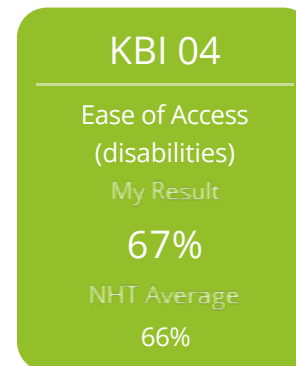 KBI 04
Ease of Access
(disabilities)
My Result
67%
NHT Average
66%